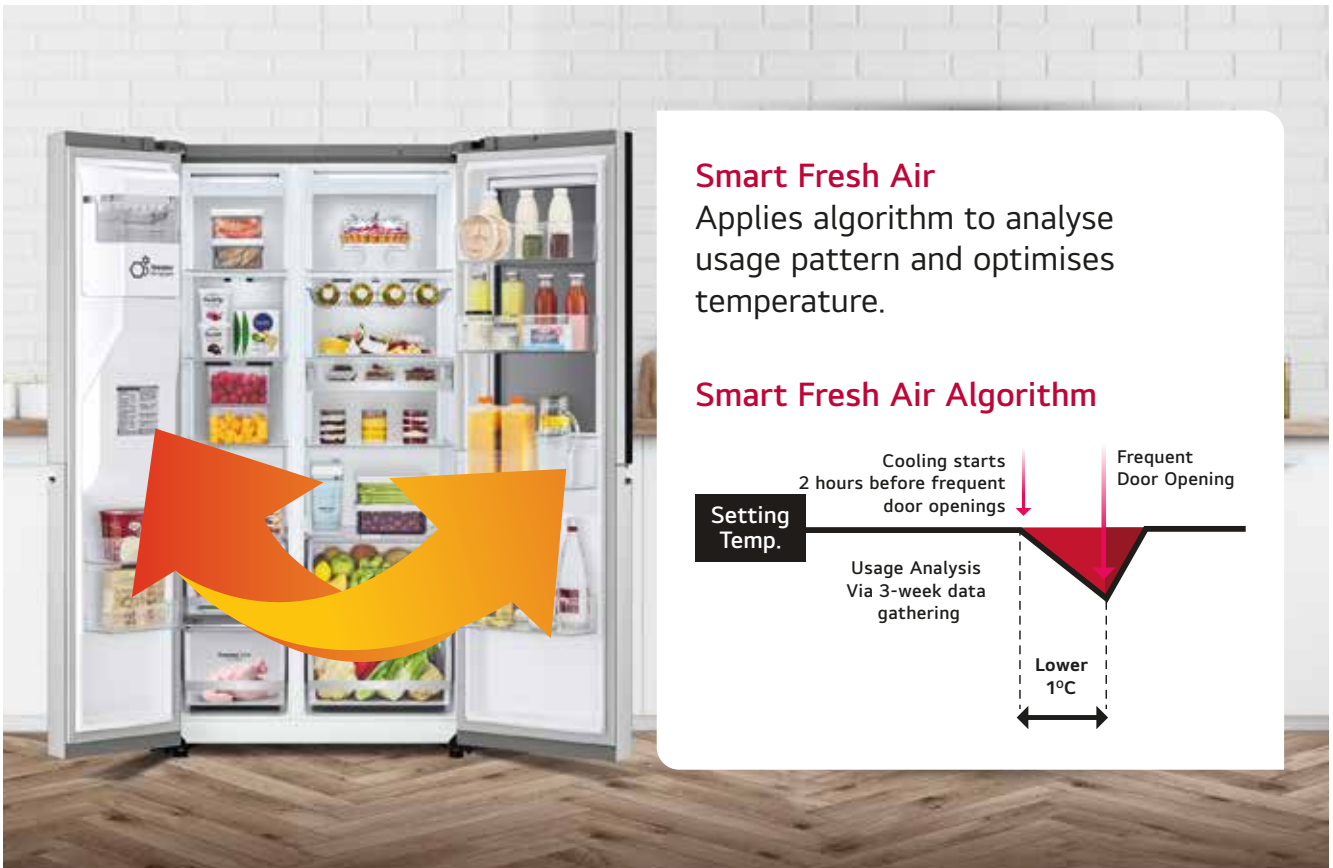 Smart Fresh Air
Applies algorithm to analyse
usage pattern and optimises
temperature.
Smart Fresh Air Algorithm
Cooling starts
2 hours before frequent
door openings
Frequent
Door Opening
Setting
Temp.
Usage Analysis
Via 3-week data
gathering
Lower
1ºC